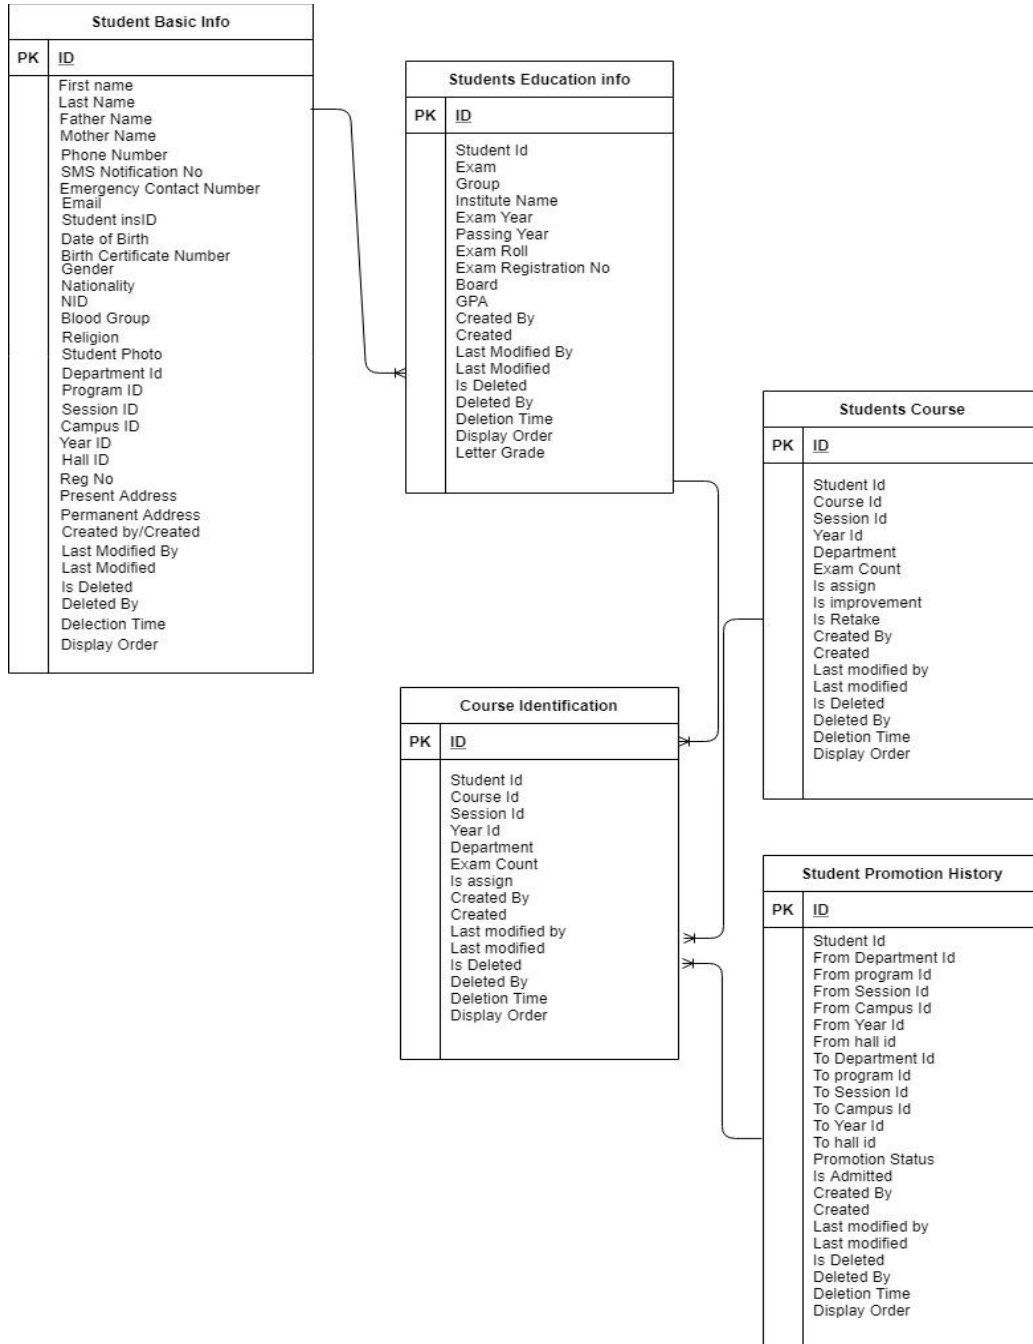 Student Basic Info
PK ID
First name
Last Name
Father Name
Mother Name
Phone Number
SMS Notification No
Emergency Contact Number
Email
Student insID
Date of Birth
Birth Certificate Number
Gender
Nationality
NID
Blood Group
Religion
Student Photo
Department Id
Program ID
Session ID
Campus ID
Year ID
Hall ID
Reg No
Present Address
Permanent Address
Created by/Created
Last Modified By
Last Modified
Is Deleted
Deleted By
Delection Time
Display Order
Students Education info
PK ID
Student Id
Exam
Group
Institute Name
Exam Year
Passing Year
Exam Roll
Exam Registration No
Board
GPA
Created By
Created
Last Modified By
Last Modified
Is Deleted
Deleted By
Deletion Time
Display Order
Letter Grade
Students Course
PK ID
Student Id
Course Id
Session Id
Year Id
Department
Exam Count
Is assign
Is improvement
Is Retake
Created By
Created
Last modified by
Last modified
Is Deleted
Deleted By
Deletion Time
Display Order
Course Identification
PK ID
Student Id
Course Id
Session Id
Year Id
Department
Exam Count
Is assign
Created By
Created
Last modified by
Last modified
Is Deleted
Deleted By
Deletion Time
Display Order
Student Promotion History
PK ID
Student Id
From Department Id
From program Id
From Session Id
From Campus Id
From Year Id
From hall id
To Department Id
To program Id
To Session Id
To Campus Id
To Year Id
To hall id
Promotion Status
Is Admitted
Created By
Created
Last modified by
Last modified
Is Deleted
Deleted By
Deletion Time
Display Order